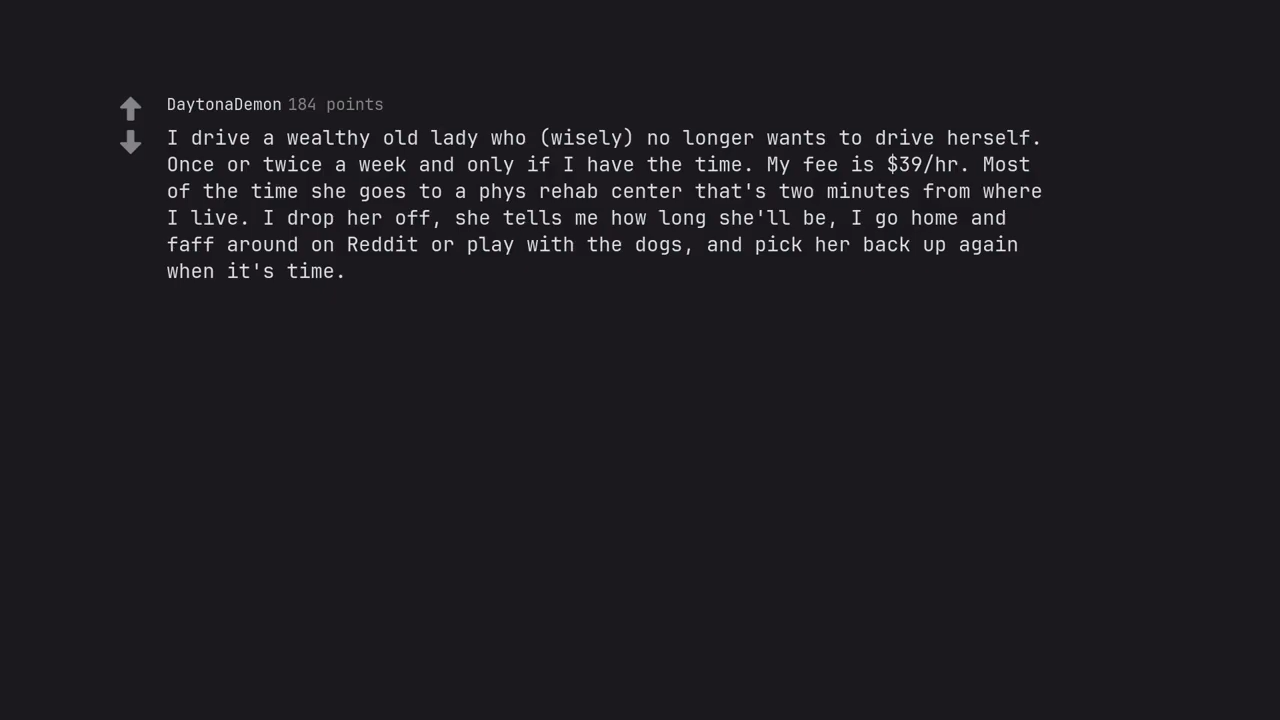 DaytonaDemon 184 points
I drive a wealthy old lady who (wisely) no longer wants to drive herself.
Once or twice a week and only if I have the time. My fee is $39/hr. Most
of the time she goes to a phys rehab center that's two minutes from where
I live. I drop her off, she tells me how long she'll be, I go home and
faff around on Reddit or play with the dogs, and pick her back up again
when it's time.